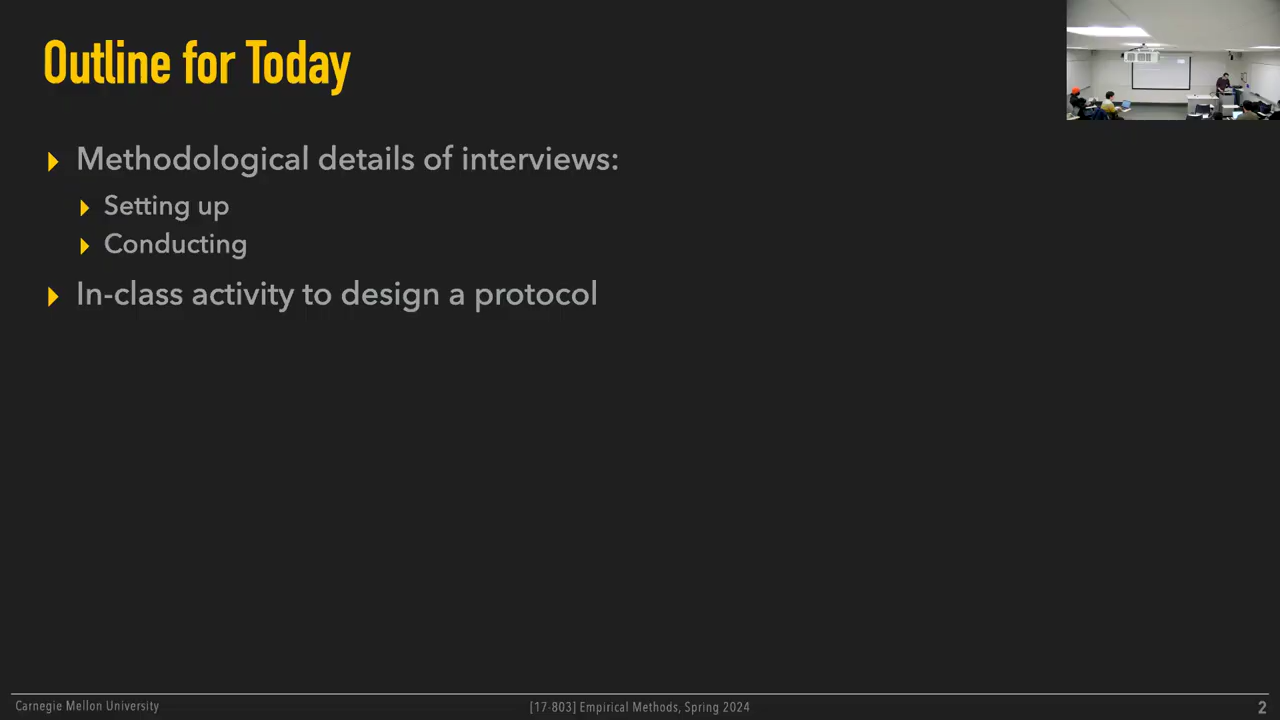 Outline for Today
Methodological details of interviews:
Setting up
Conducting
In-class activity to design a protocol
Carnegie Mellon University
[17-803] Empirical Methods, Spring 2024
2